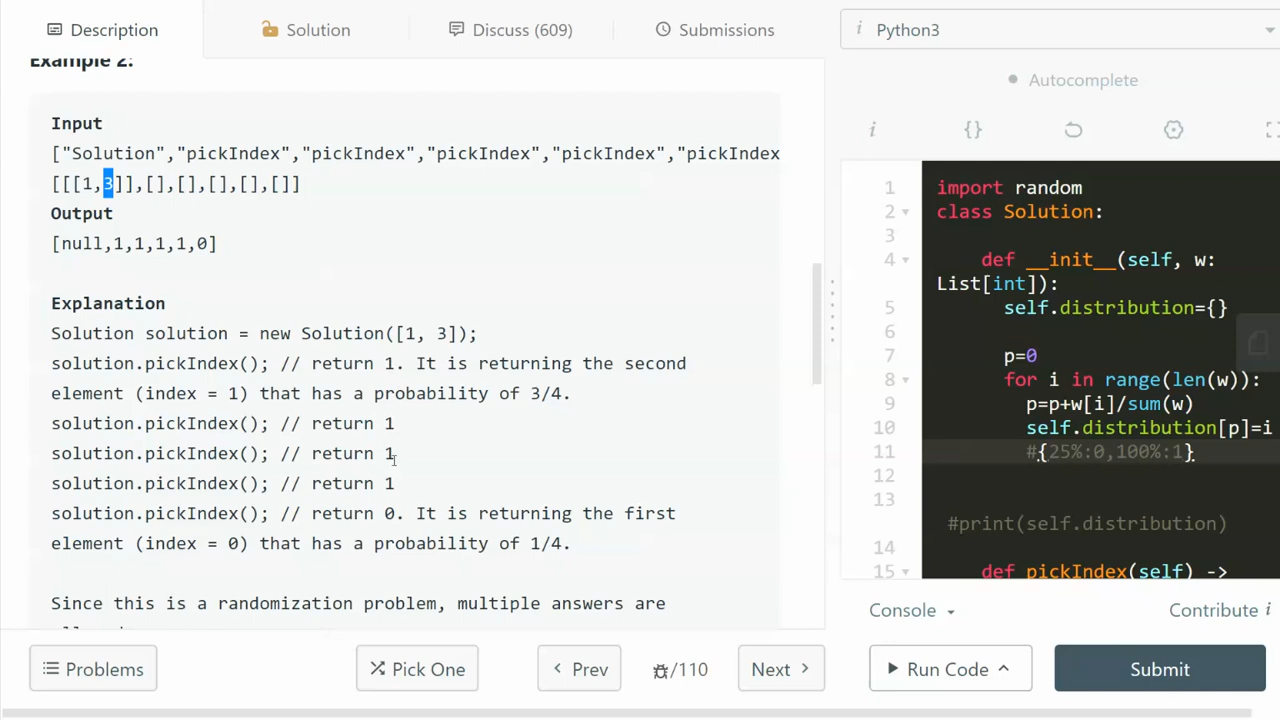 Description
Solution
Discuss (609)
Submissions
i Python3
Autocomplete
Example 2:
Input
["Solution","pickIndex","pickIndex","pickIndex","pickIndex","pickIndex
[[[1,3]],[],[],[],[],[]]
Output
[null,1,1,1,1,0]
Explanation
Solution solution = new Solution([1, 3]);
solution.pickIndex(); // return 1. It is returning the second
element (index = 1) that has a probability of 3/4.
solution.pickIndex(); // return 1
solution.pickIndex(); // return 1
solution.pickIndex(); // return 1
solution.pickIndex(); // return 0. It is returning the first
element (index = 0) that has a probability of 1/4.
Since this is a randomization problem, multiple answers are
i {}
1 import random
2 class Solution:
3
4 def __init__(self, w:
List[int]):
5 self.distribution={}
6
7 p=0
8 for i in range(len(w)):
9 p=p+w[i]/sum(w)
10 self.distribution[p]=i
11 #{25%:0,100%:1}
12
13
#print(self.distribution)
14
15 def pickIndex(self) ->
Console
Contribute i
Problems
Pick One
Prev
/110
Next
Run Code
Submit